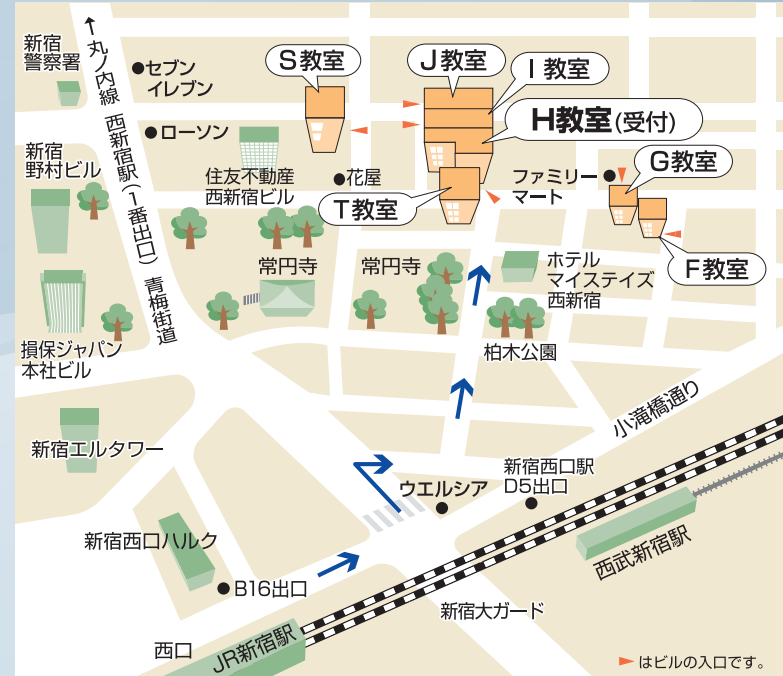 新宿
警察署
←丸ノ内線 西新宿駅(1番出口) 青梅街道
●セブン
イレブン
●ローソン
S教室
J教室
I 教室
H教室(受付)
G教室
F教室
T教室
新宿
野村ビル
住友不動産
西新宿ビル
●花屋
ファミリー●
マート
常円寺
常円寺
ホテル
マイステイズ
西新宿
柏木公園
損保ジャパン
本社ビル
新宿エルタワー
小滝橋通り
ウエルシア
新宿西口駅
D5出口
新宿西口ハルク
西武新宿駅
●B16出口
新宿大ガード
西口
JR新宿駅
はビルの入口です。